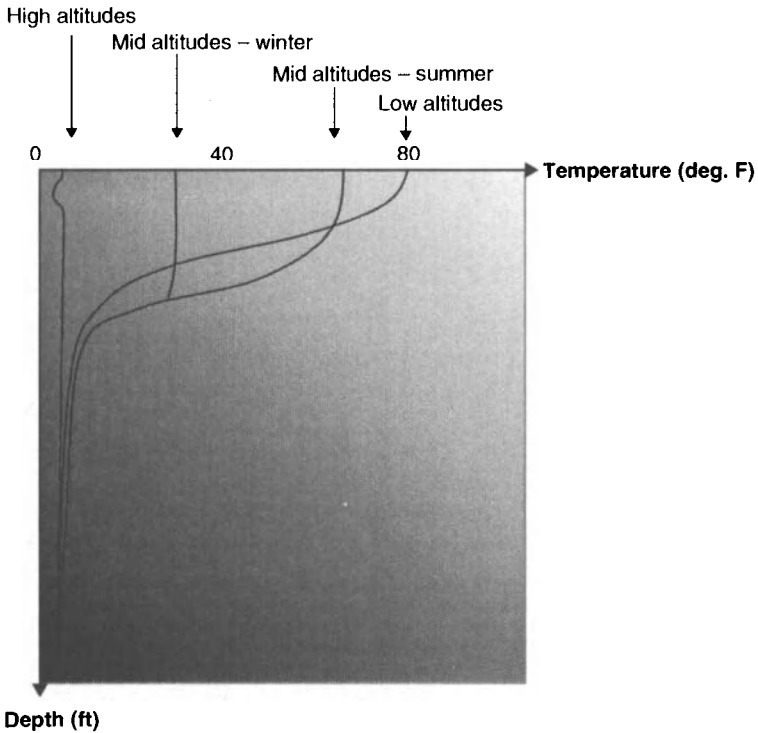 High altitudes
Mid altitudes – winter
Mid altitudes – summer
Low altitudes
0 40 80
Temperature (deg. F)
Depth (ft)